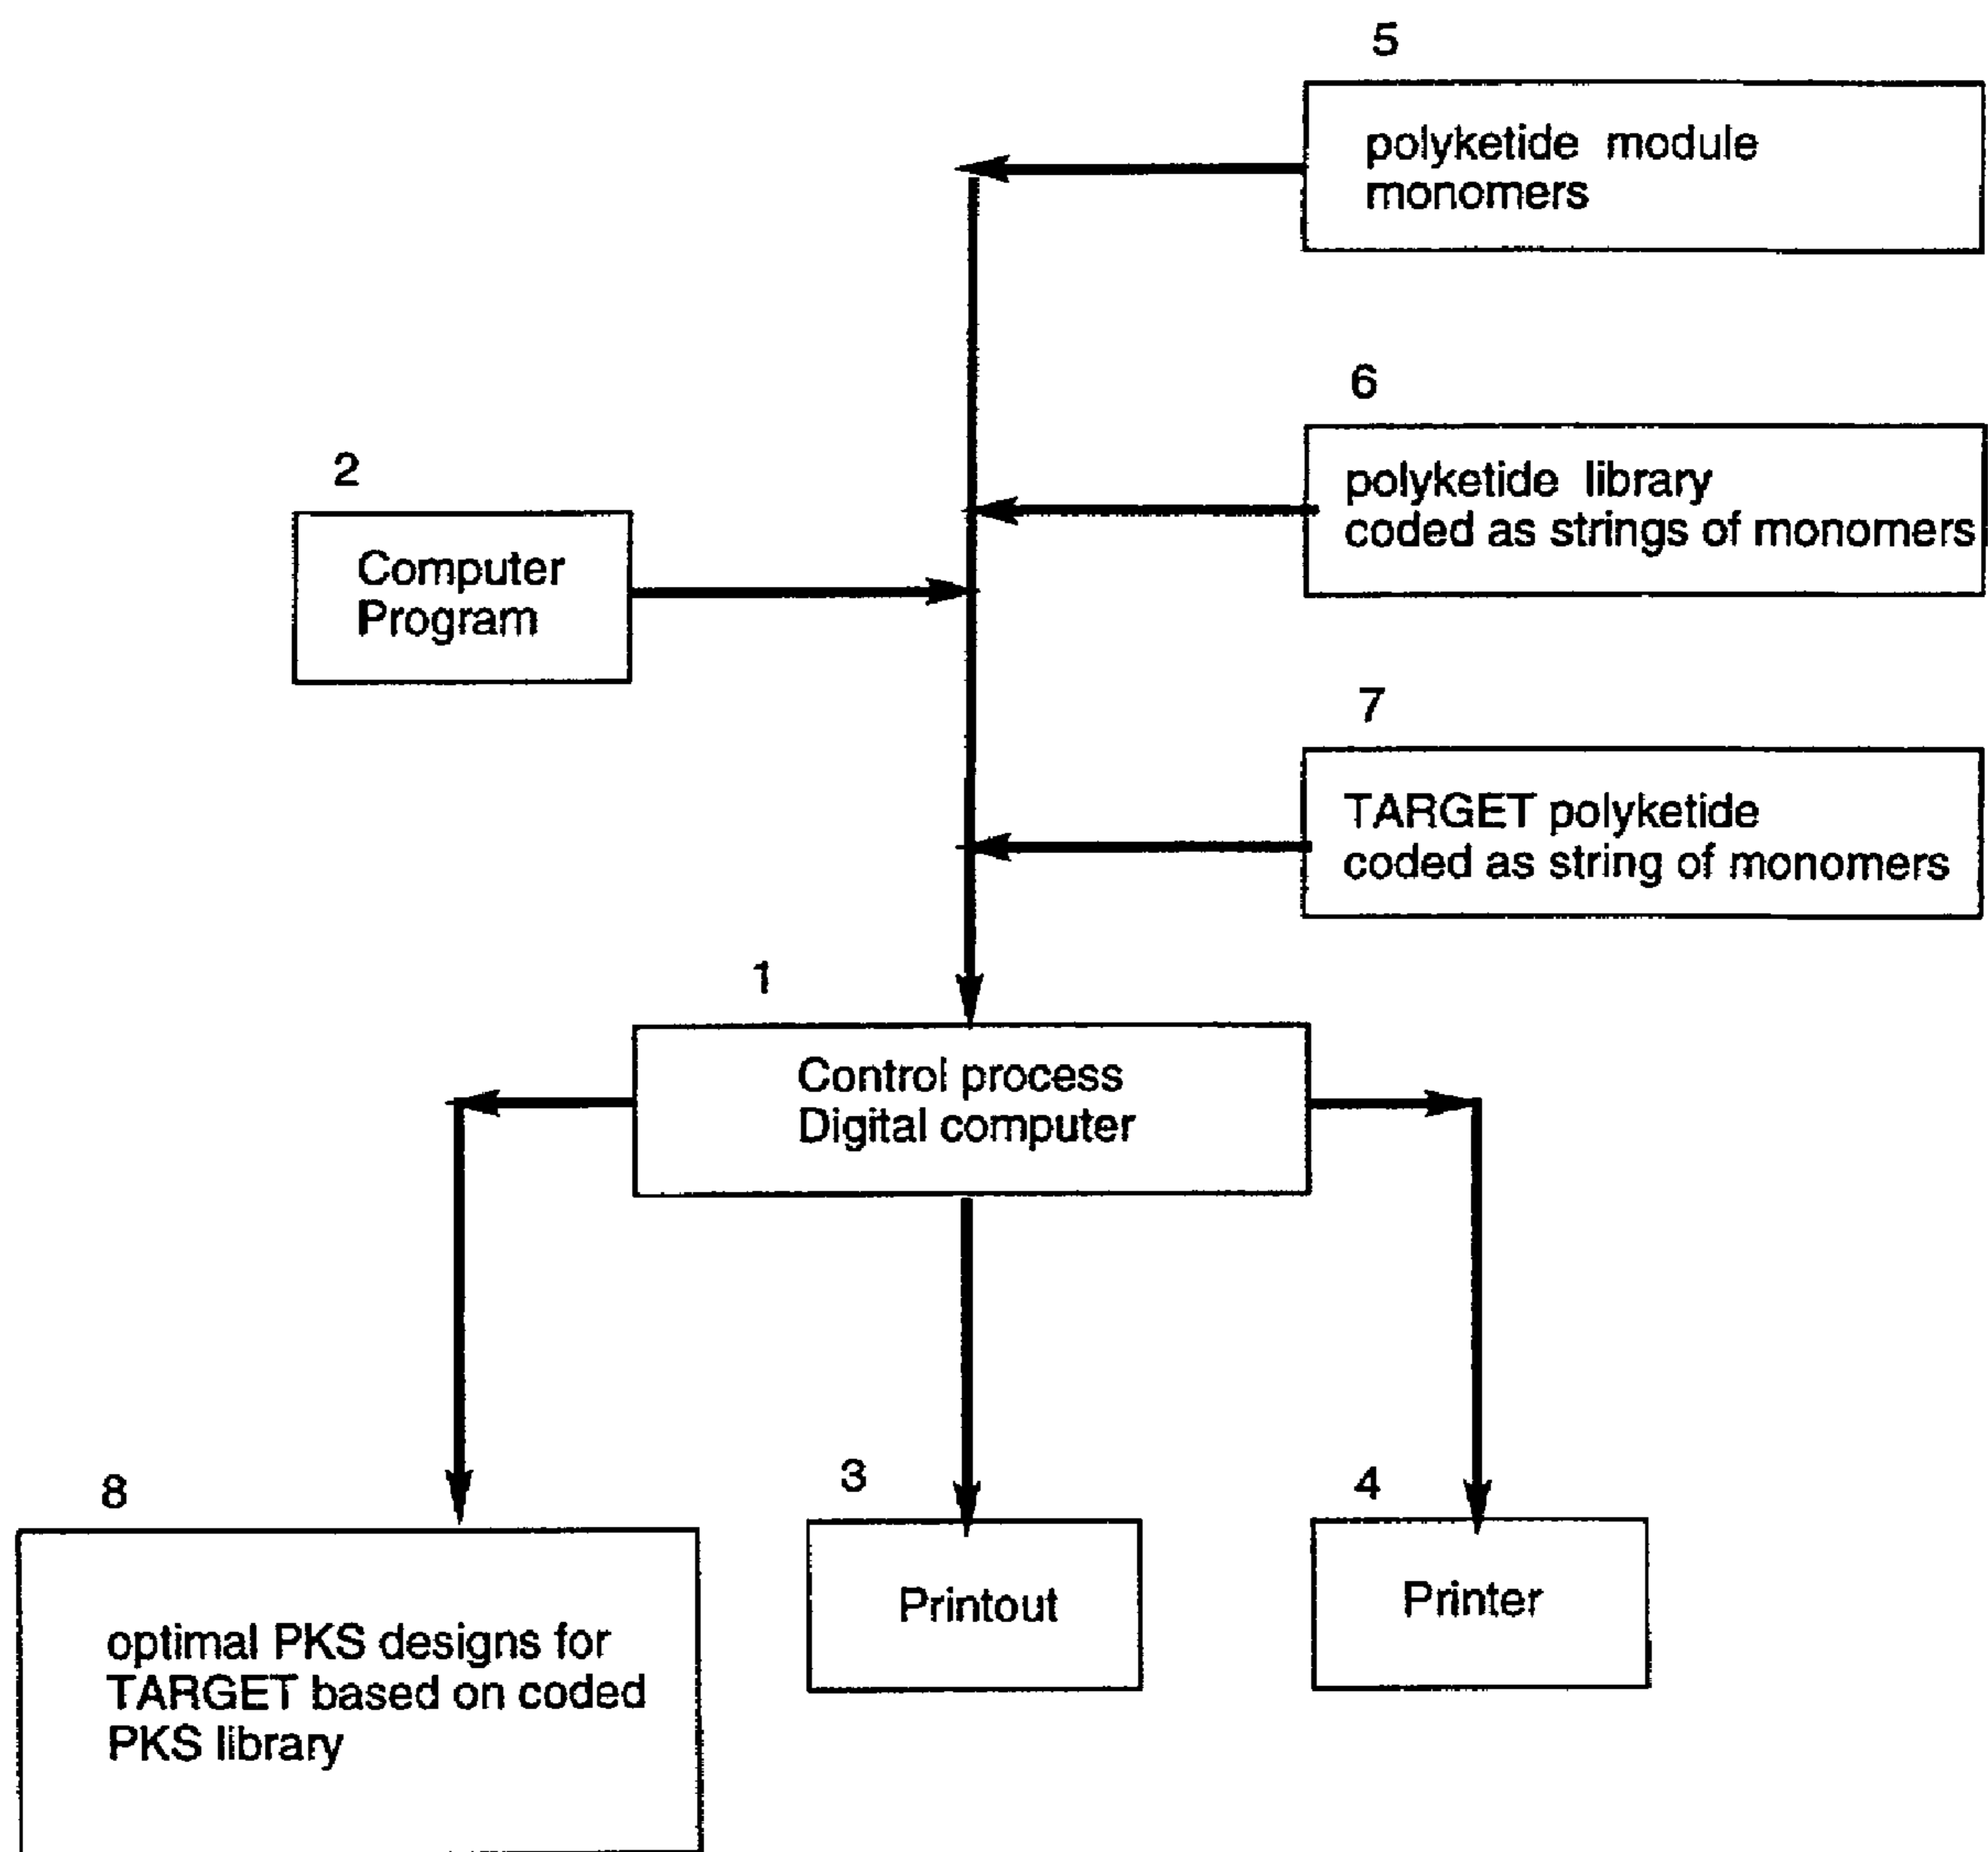 5
polyketide module
monomers
6
polyketide library
coded as strings of monomers
2
Computer
Program
7
TARGET polyketide
coded as string of monomers
1
Control process
Digital computer
8
optimal PKS designs for
TARGET based on coded
PKS library
3
Printout
4
Printer